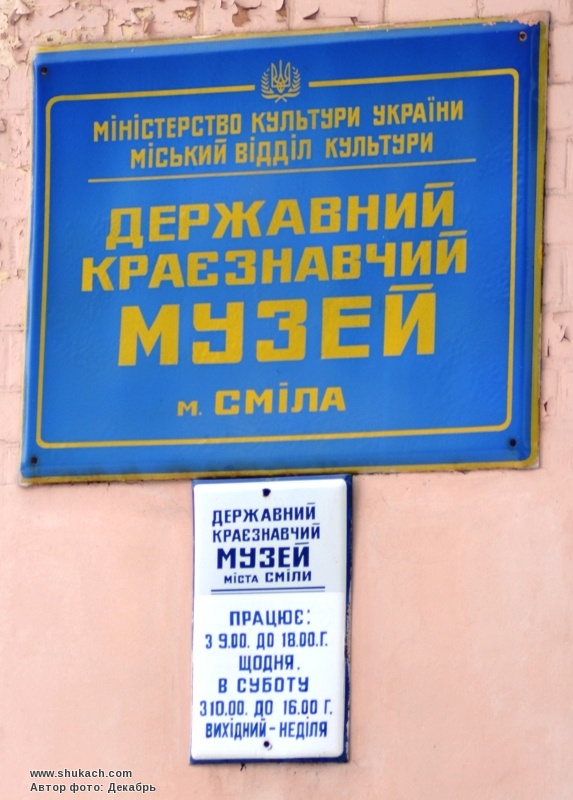 МІНІСТЕРСТВО КУЛЬТУРИ УКРАЇНИ
МІСЬКИЙ ВІДДІЛ КУЛЬТУРИ
ДЕРЖАВНИЙ
КРАЄЗНАВЧИЙ
МУЗЕЙ
м. СМІЛА
ДЕРЖАВНИЙ
КРАЄЗНАВЧИЙ
МУЗЕЙ
МІСТА СМІЛИ
ПРАЦЮЄ:
З 9.00. ДО 18.00.Г.
ЩОДНЯ.
В СУБОТУ
З 10.00. ДО 16.00 Г.
ВИХІДНИЙ - НЕДІЛЯ
www.shukach.com
Автор фото: Декабрь